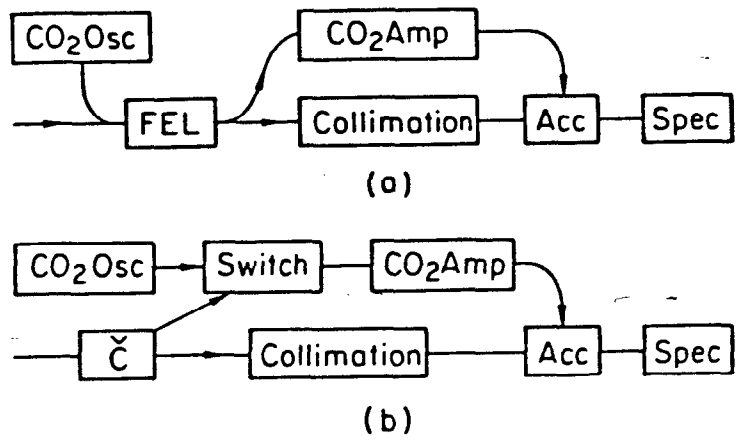 CO₂Osc
CO₂Amp
FEL
Collimation
Acc
Spec
(a)
CO₂Osc
Switch
CO₂Amp
Č
Collimation
Acc
Spec
(b)